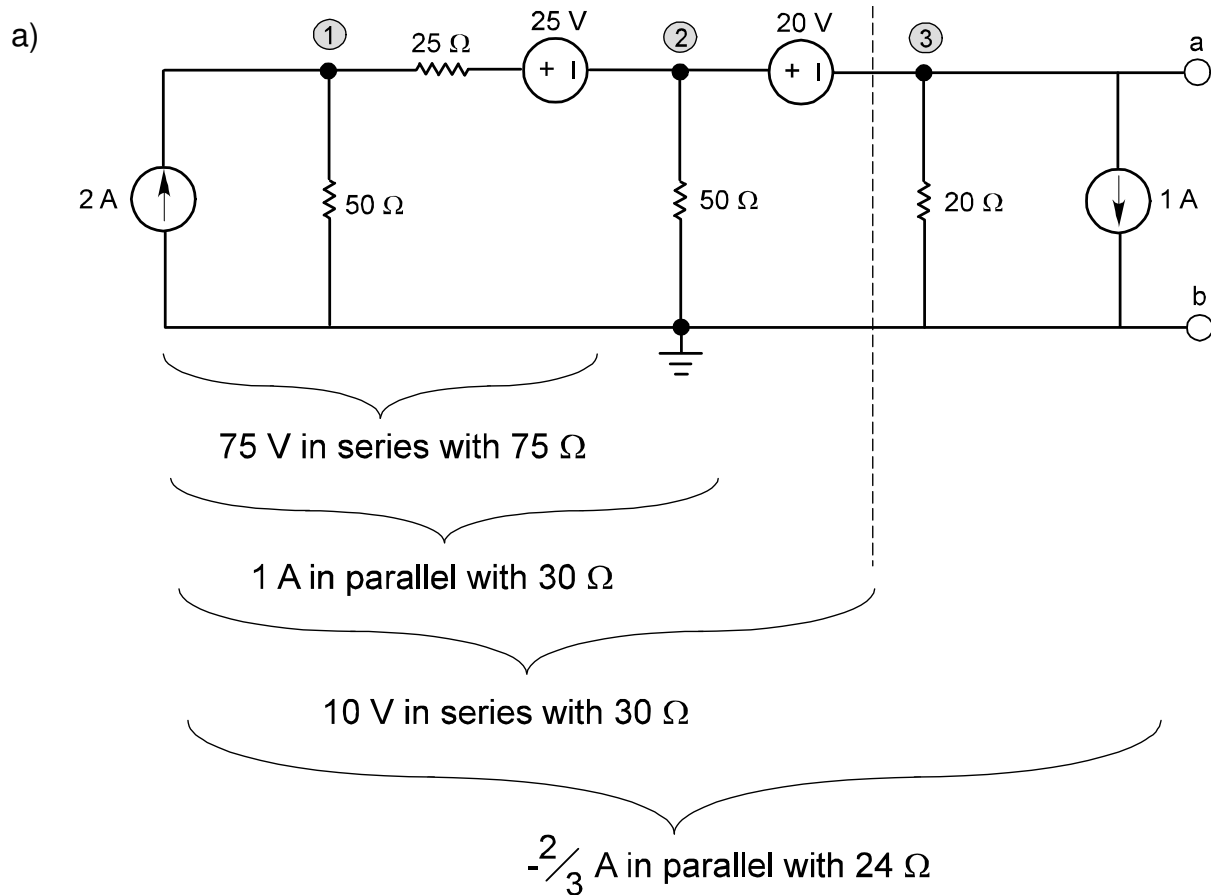 a)
1
25 Ω
25 V
+ -
2
20 V
+ -
3
a
2 A
50 Ω
50 Ω
20 Ω
1 A
b
75 V in series with 75 Ω
1 A in parallel with 30 Ω
10 V in series with 30 Ω
-2/3 A in parallel with 24 Ω